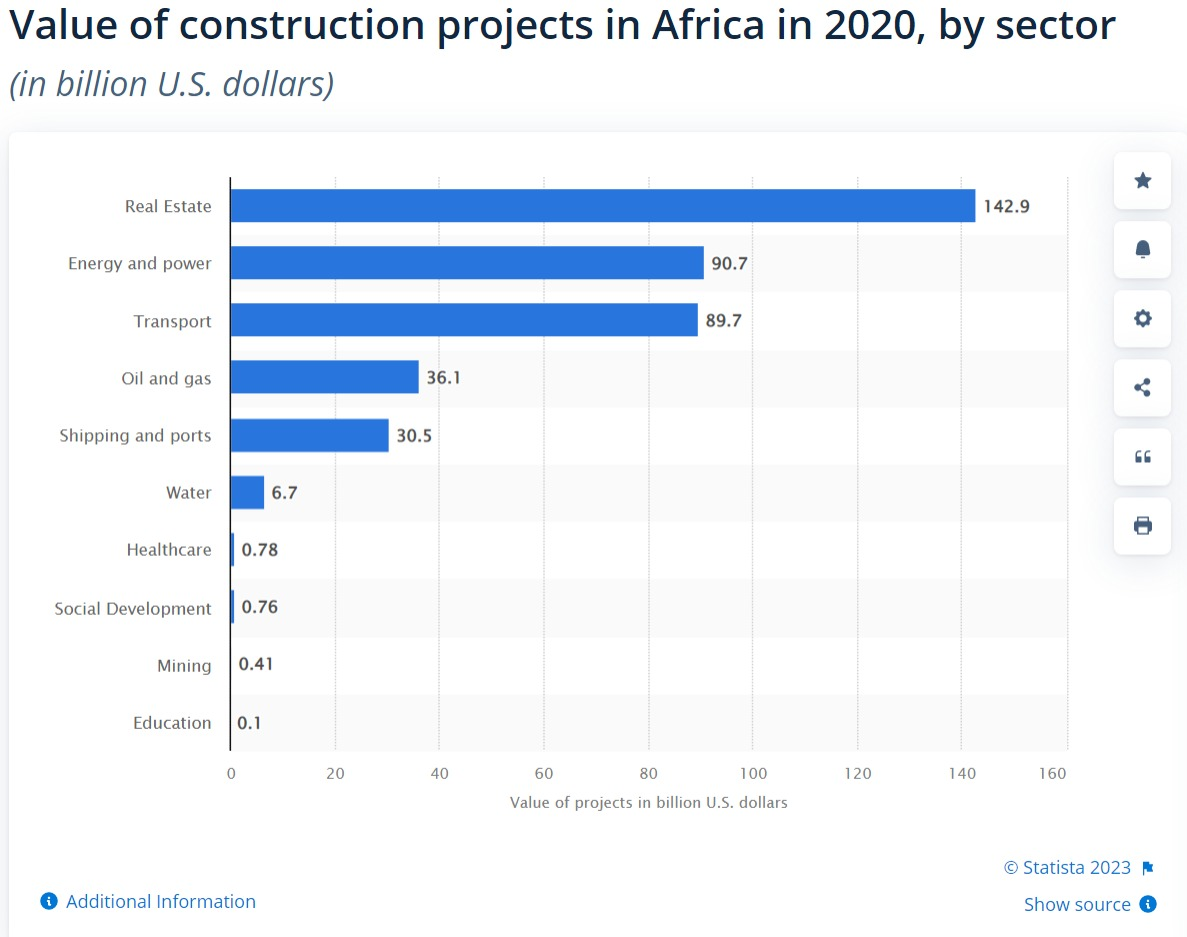 Value of construction projects in Africa in 2020, by sector
(in billion U.S. dollars)
Real Estate 142.9
Energy and power 90.7
Transport 89.7
Oil and gas 36.1
Shipping and ports 30.5
Water 6.7
Healthcare 0.78
Social Development 0.76
Mining 0.41
Education 0.1
0 20 40 60 80 100 120 140 160
Value of projects in billion U.S. dollars
© Statista 2023
Additional Information
Show source